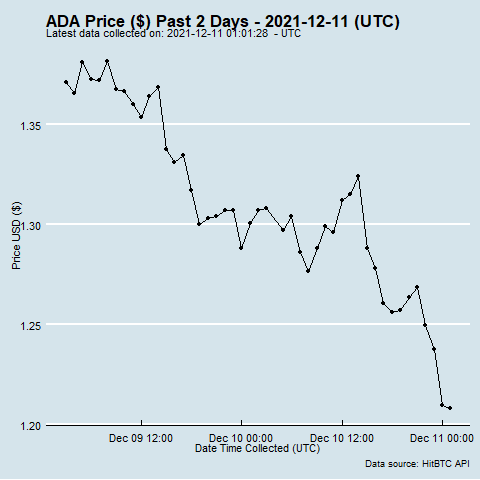 ADA Price ($) Past 2 Days - 2021-12-11 (UTC)
Latest data collected on: 2021-12-11 01:01:28 - UTC
Price USD ($)
1.35
1.30
1.25
1.20
Dec 09 12:00 Dec 10 00:00 Dec 10 12:00 Dec 11 00:00
Date Time Collected (UTC)
Data source: HitBTC API